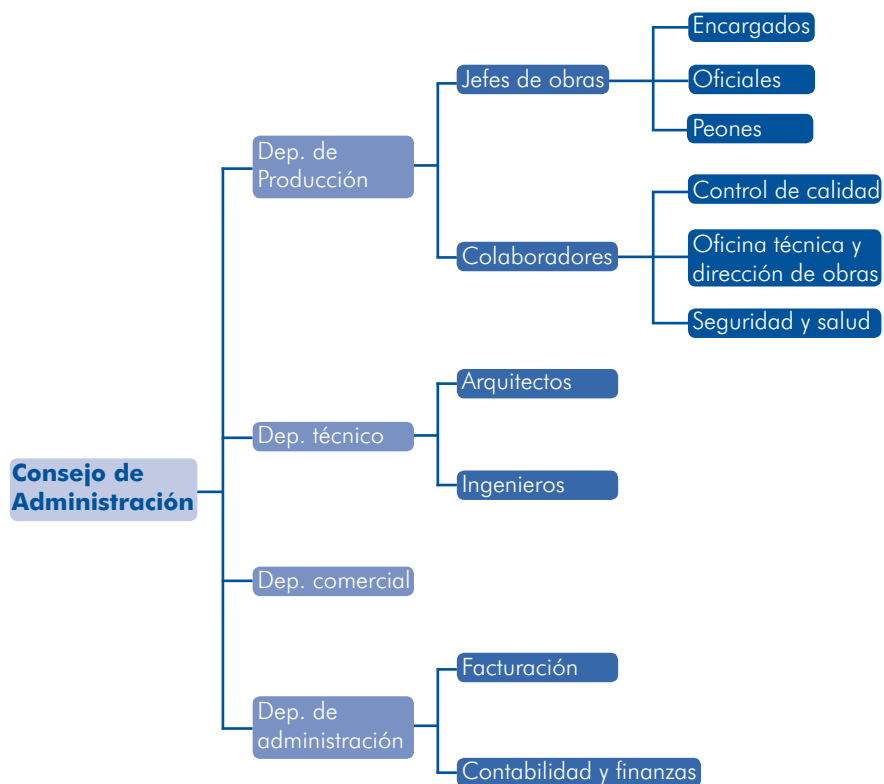 Encargados
Jefes de obras
Oficiales
Peones
Dep. de
Producción
Control de calidad
Colaboradores
Oficina técnica y
dirección de obras
Seguridad y salud
Arquitectos
Dep. técnico
Ingenieros
Consejo de
Administración
Dep. comercial
Facturación
Dep. de
administración
Contabilidad y finanzas